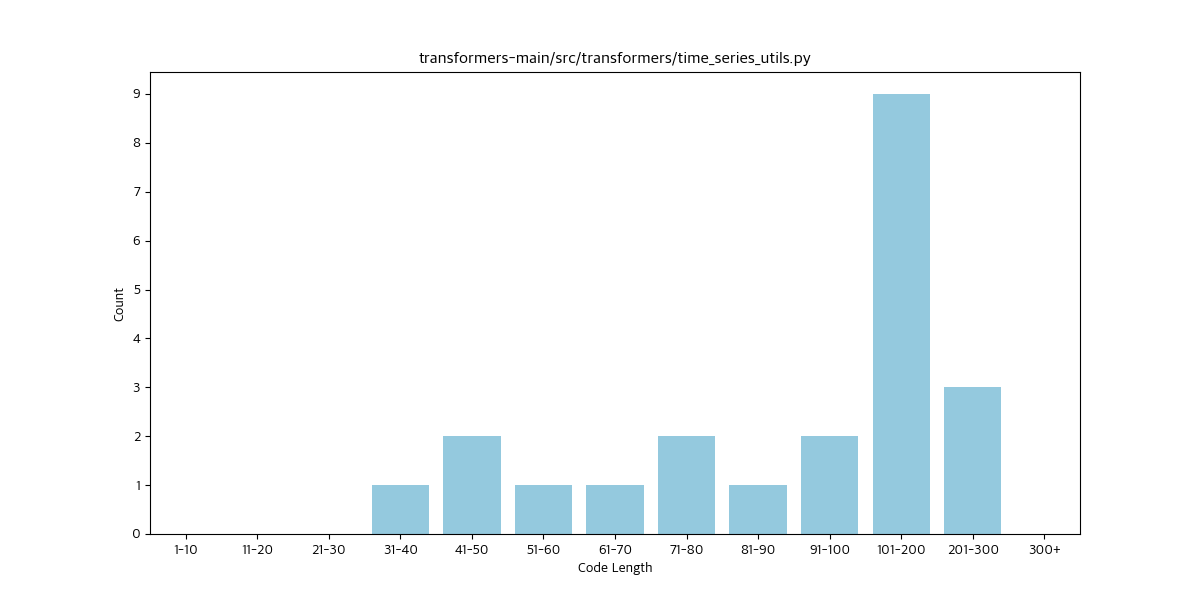 transformers-main/src/transformers/time_series_utils.py
Count
9
8
7
6
5
4
3
2
1
0
1-10 11-20 21-30 31-40 41-50 51-60 61-70 71-80 81-90 91-100 101-200 201-300 300+
Code Length